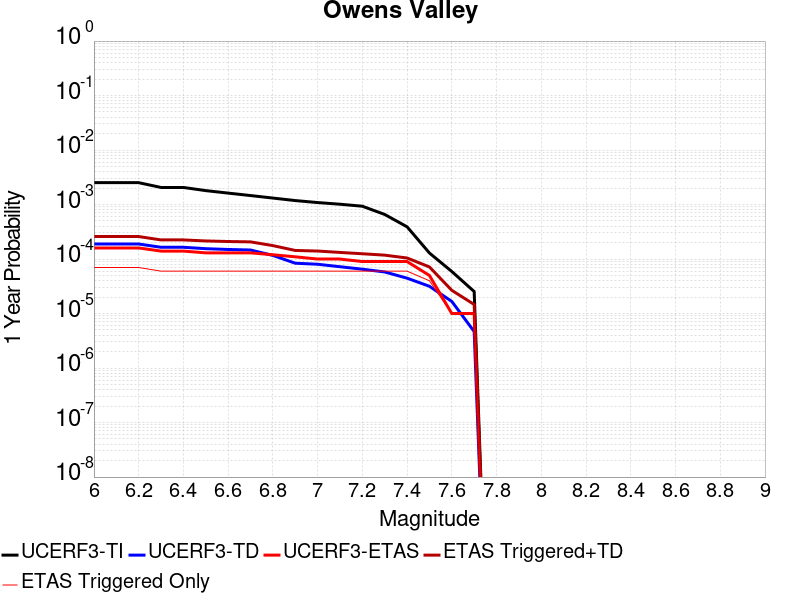 Owens Valley
10^0
10^-1
10^-2
10^-3
10^-4
10^-5
10^-6
10^-7
10^-8
1 Year Probability
6 6.2 6.4 6.6 6.8 7 7.2 7.4 7.6 7.8 8 8.2 8.4 8.6 8.8 9
Magnitude
UCERF3-TI UCERF3-TD UCERF3-ETAS ETAS Triggered+TD
ETAS Triggered Only